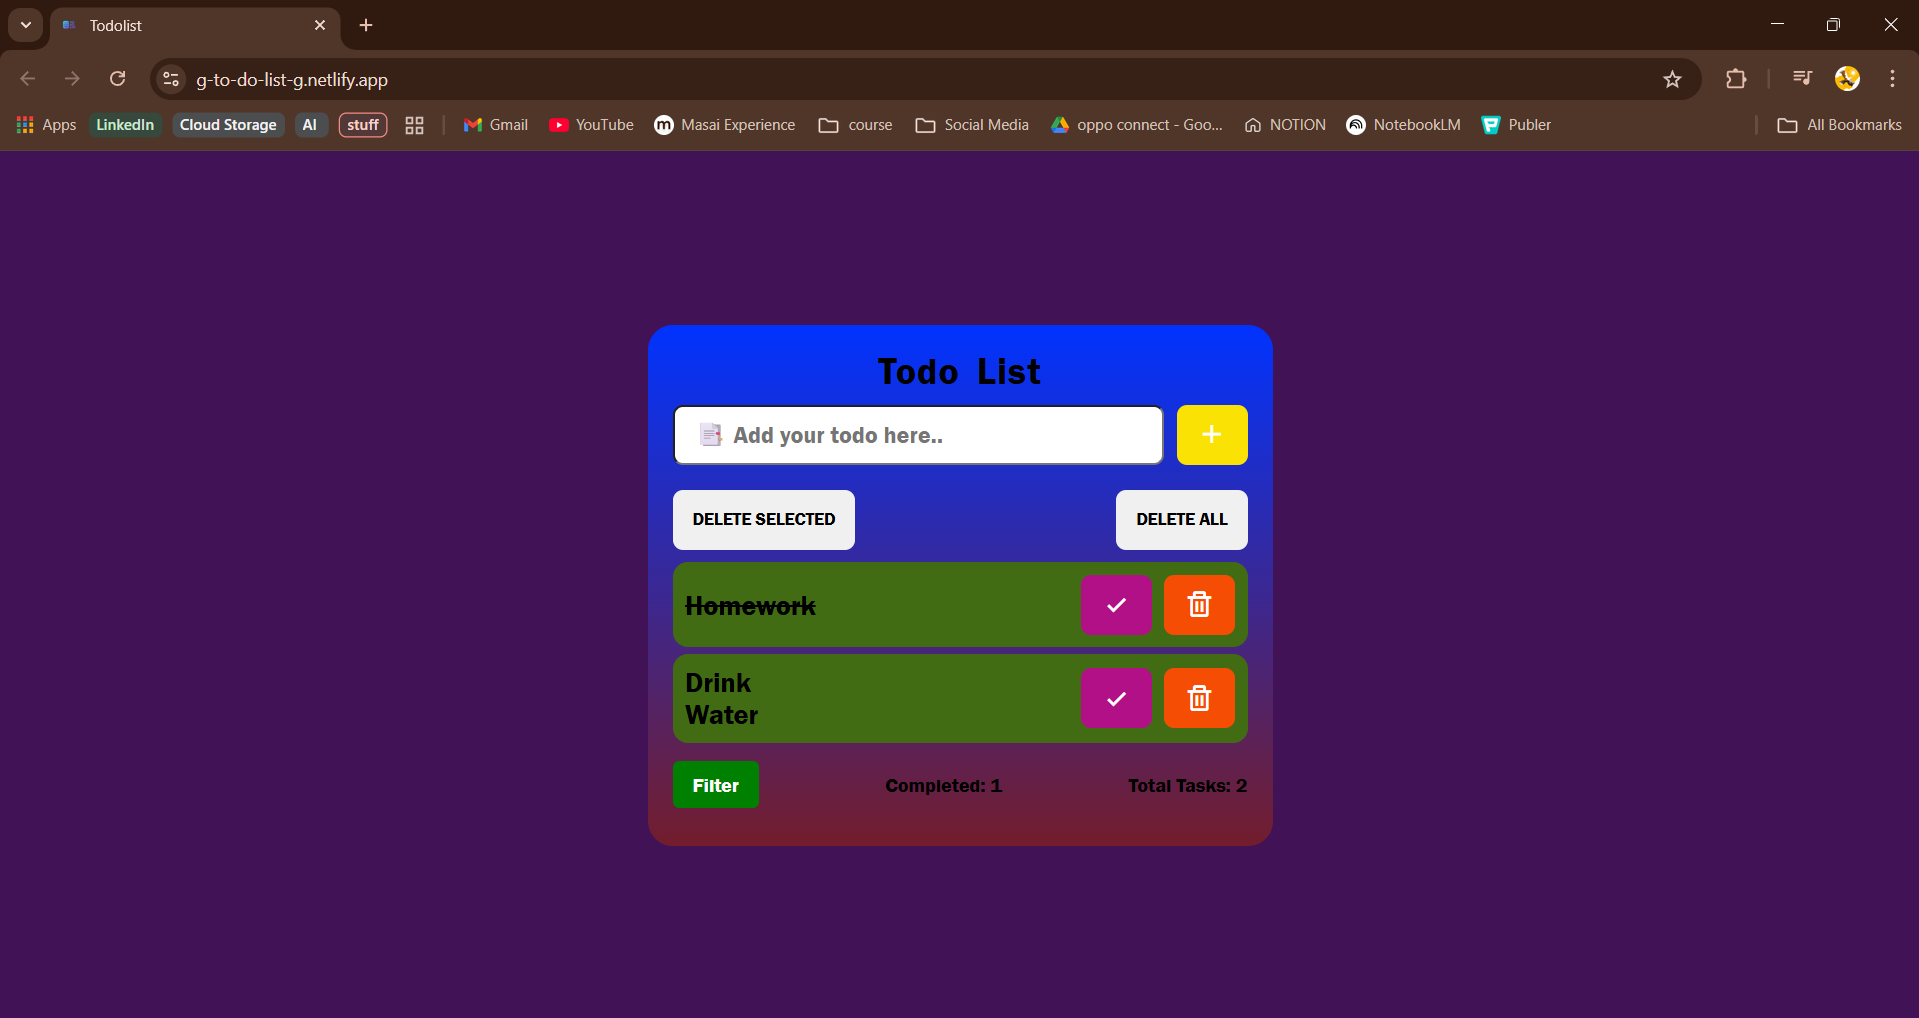 Todolist
g-to-do-list-g.netlify.app
Apps LinkedIn Cloud Storage AI stuff Gmail YouTube Masai Experience course Social Media oppo connect - Goo... NOTION NotebookLM Publer All Bookmarks
Todo List
Add your todo here..
DELETE SELECTED DELETE ALL
Homework
Drink
Water
Filter Completed: 1 Total Tasks: 2